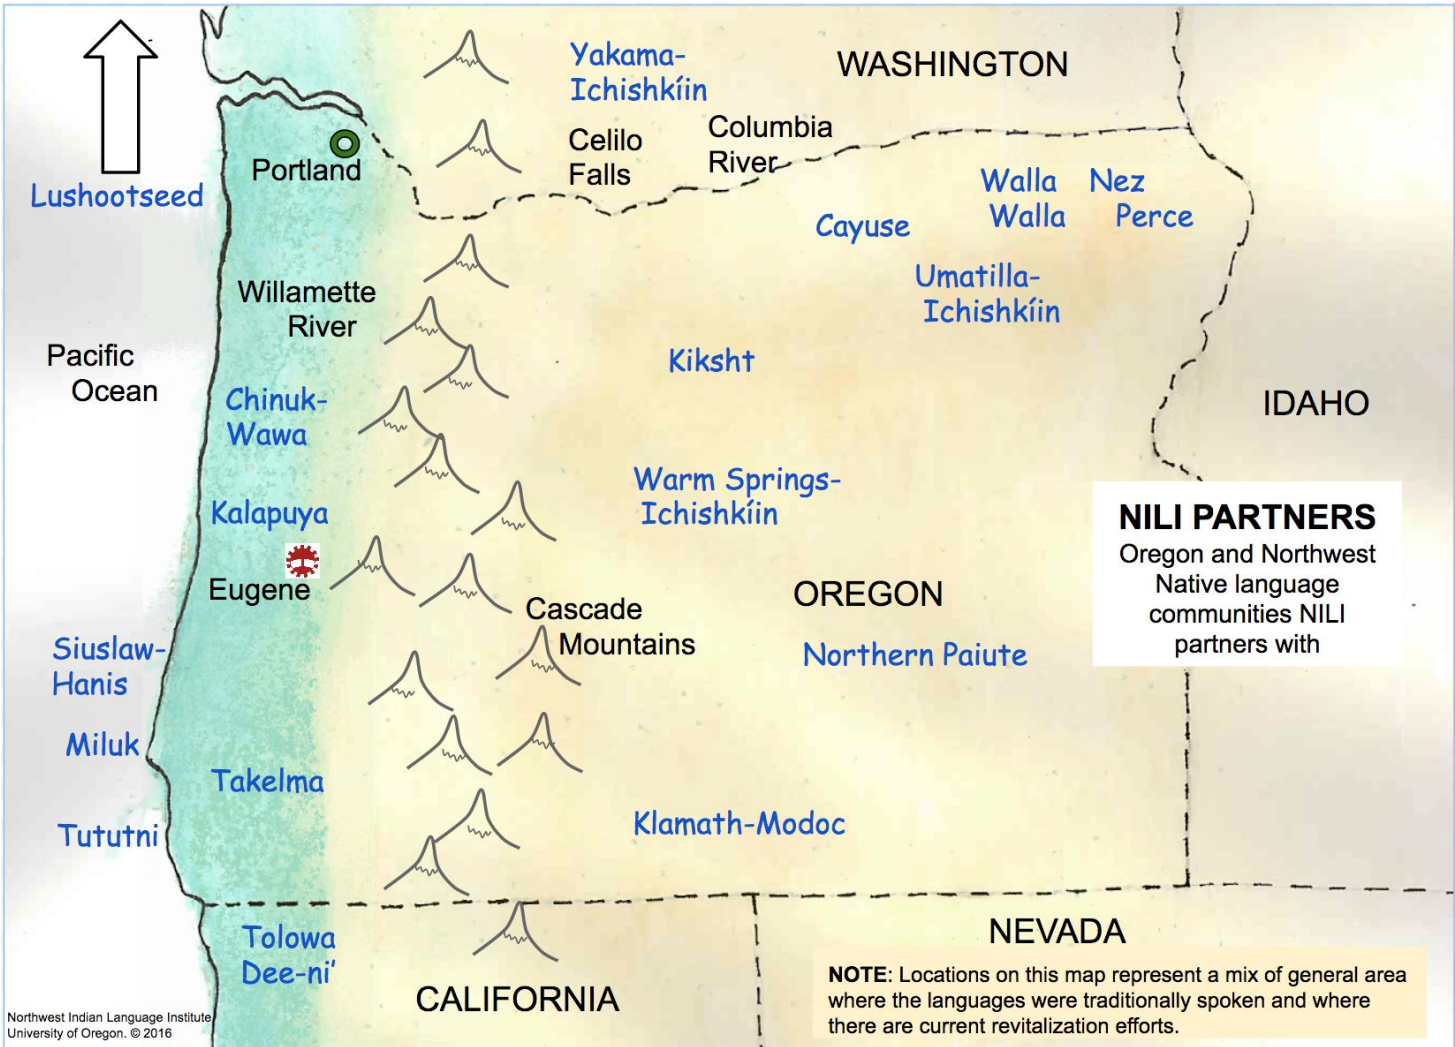 Yakama-
Ichishkíin
WASHINGTON
Celilo
Falls
Columbia
River
Portland
Lushootseed
Walla
Walla
Nez
Perce
Cayuse
Umatilla-
Ichishkíin
Willamette
River
Pacific
Ocean
Kiksht
Chinuk-
Wawa
IDAHO
Warm Springs-
Ichishkíin
Kalapuya
Eugene
NILI PARTNERS
Oregon and Northwest
Native language
communities NILI
partners with
OREGON
Cascade
Mountains
Siuslaw-
Hanis
Northern Paiute
Miluk
Takelma
Tututni
Klamath-Modoc
Tolowa
Dee-ni’
CALIFORNIA
NEVADA
NOTE: Locations on this map represent a mix of general area
where the languages were traditionally spoken and where
there are current revitalization efforts.
Northwest Indian Language Institute
University of Oregon. © 2016